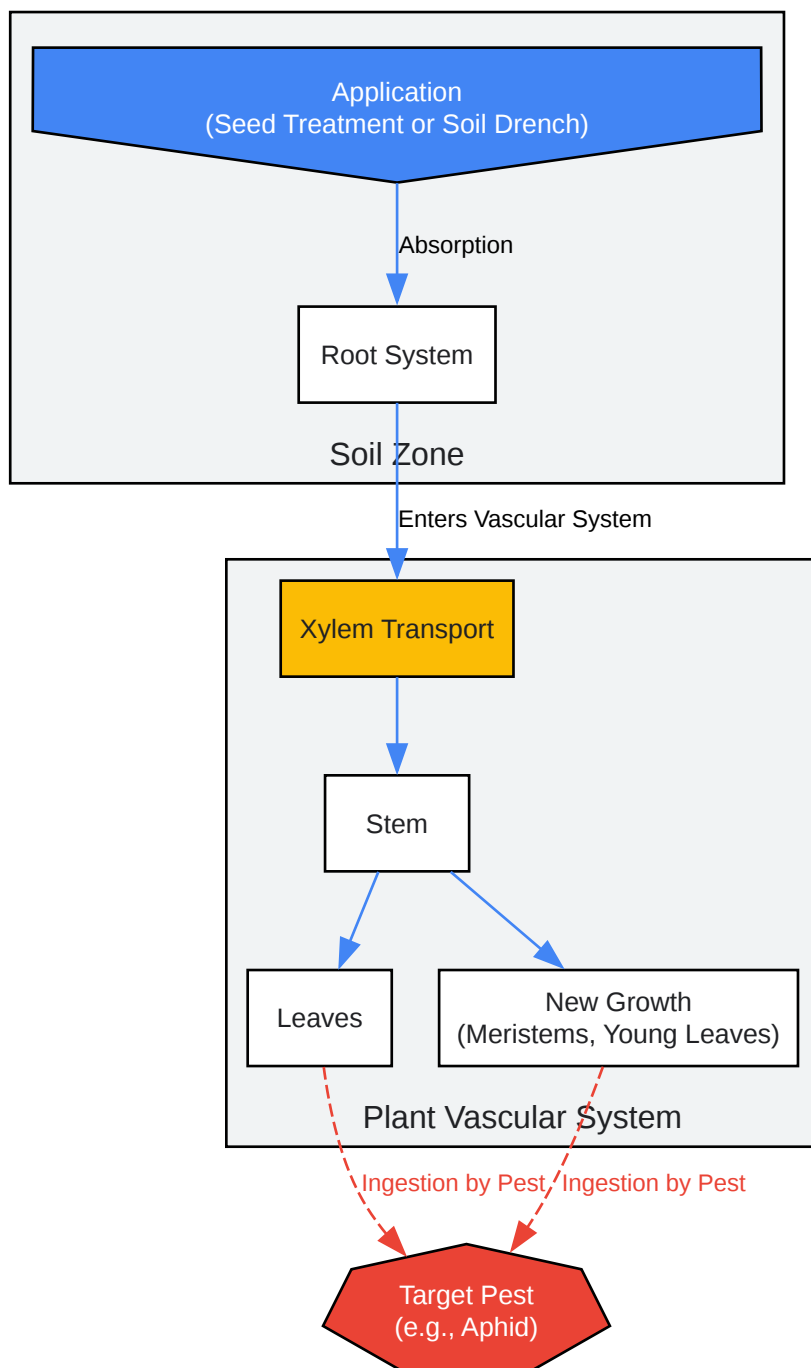 Application
(Seed Treatment or Soil Drench)
Absorption
Root System
Soil Zone
Enters Vascular System
Xylem Transport
Stem
Leaves
New Growth
(Meristems, Young Leaves)
Plant Vascular System
Ingestion by Pest
Ingestion by Pest
Target Pest
(e.g., Aphid)